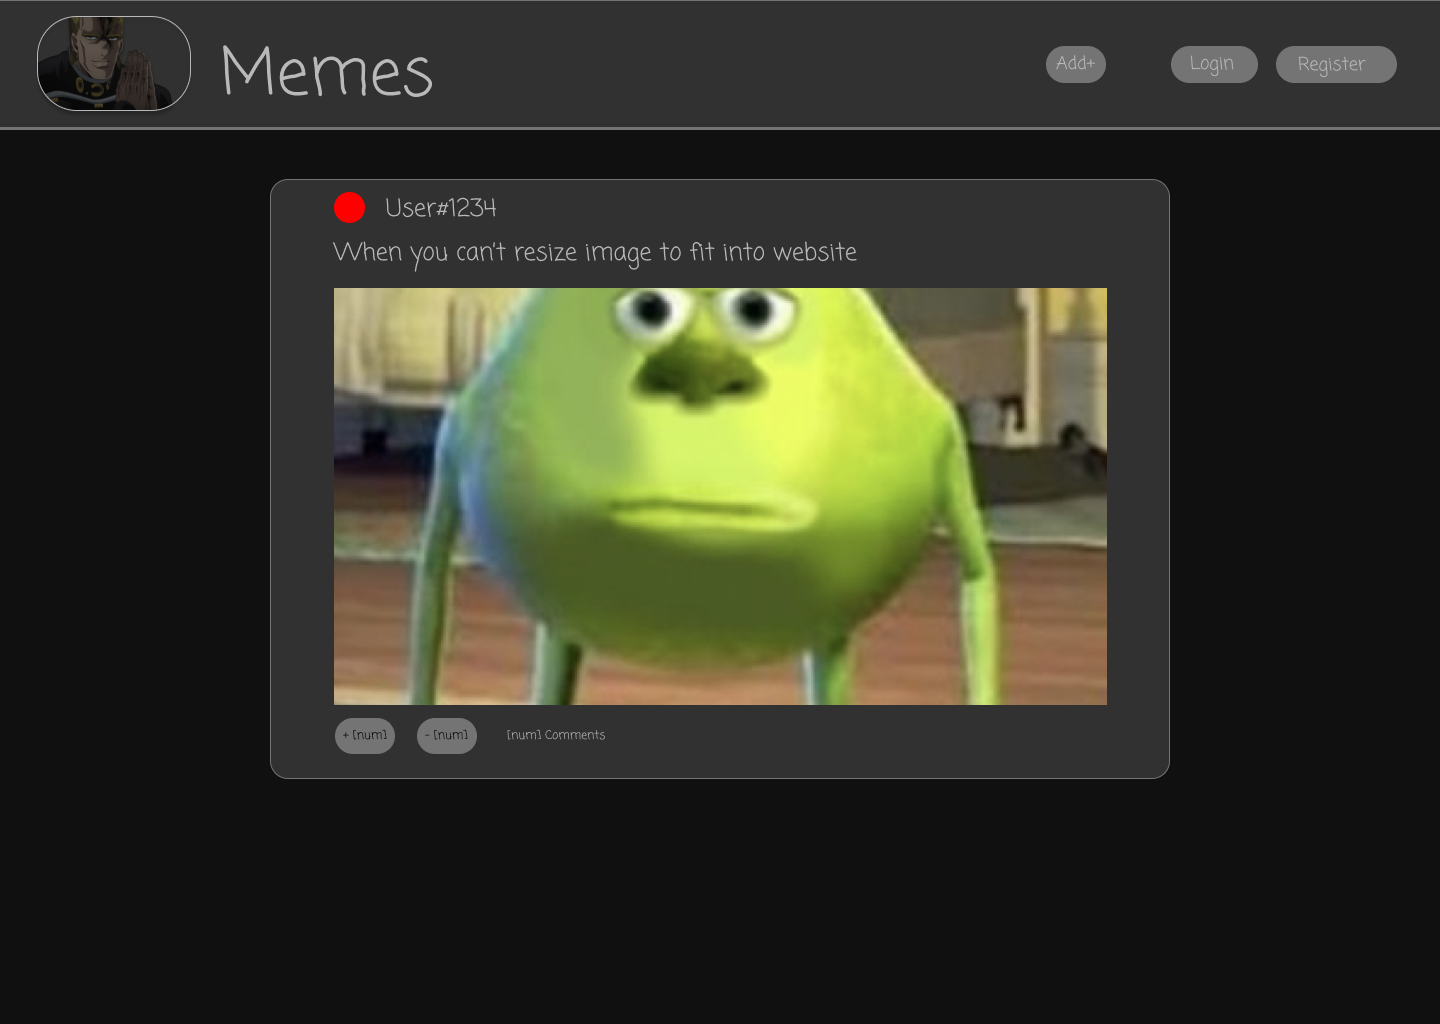 Memes
Add+
Login
Register
User#1234
When you can't resize image to fit into website
+ [num]
- [num]
[num] Comments